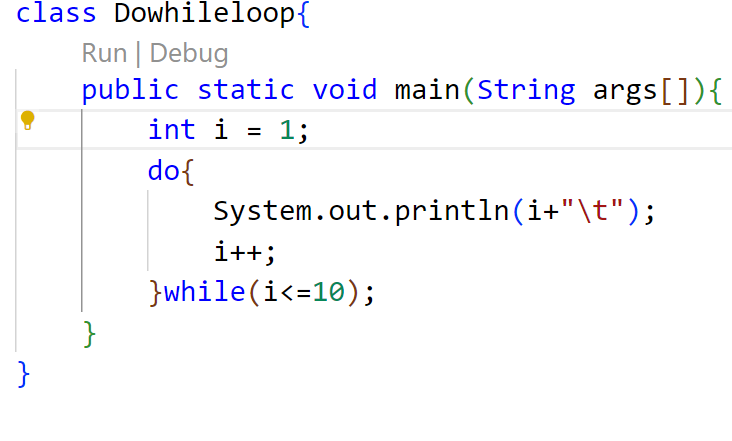 class Dowhileloop{
Run | Debug
public static void main(String args[]){
int i = 1;
do{
System.out.println(i+"\t");
i++;
}while(i<=10);
}
}